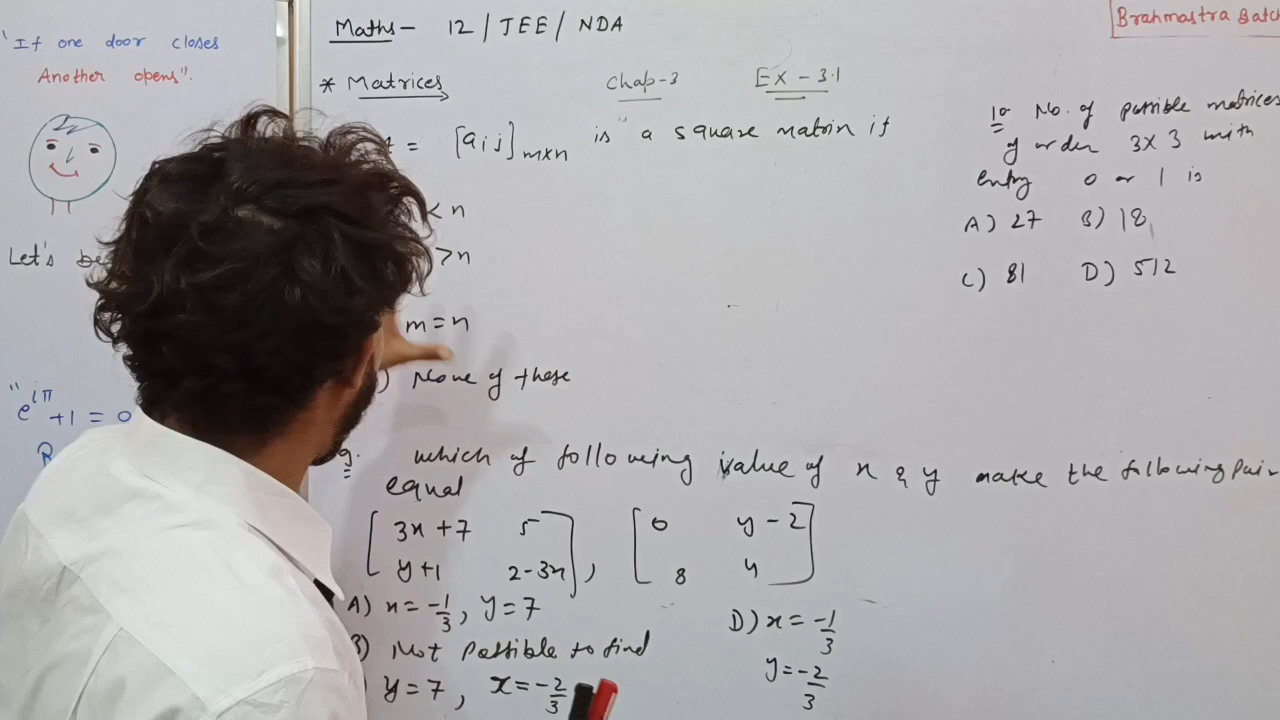 "If one door closes
Another opens".
Let's
"e^iπ +1 = 0
Maths - 12 / JEE / NDA
Brahmastra Batch
* Matrices Chap-3 EX - 3.1
= [aij]m×n is a square matrix if
< n
> n
m = n
) None of these
9. which of following value of x & y make the following pair
equal
[ 3x + 7 5 ] , [ 0 y - 2 ]
[ y + 1 2 - 3x ] [ 8 4 ]
A) x = -1/3 , y = 7
B) Not possible to find
y = 7 , x = -2/3
D) x = -1/3
y = -2/3
10 No. of possible matrices
of order 3X3 with
entry 0 or 1 is
A) 27 B) 18
C) 81 D) 512